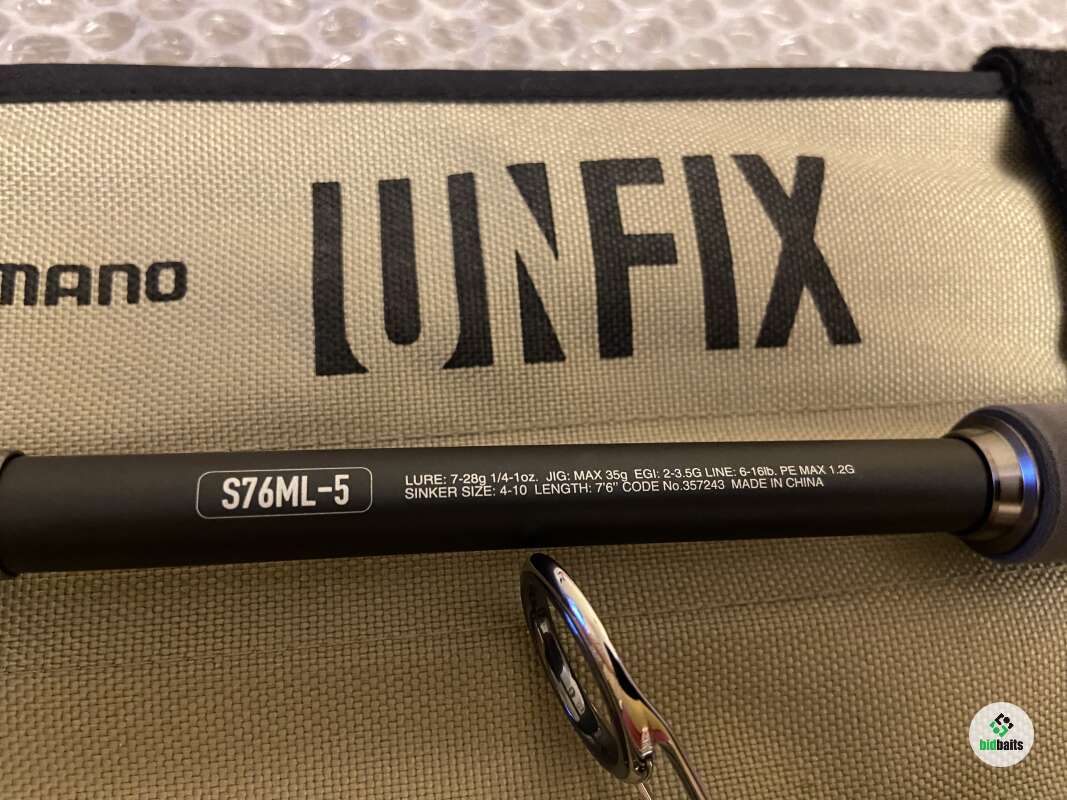 UNFIX
MANO
S76ML-5
LURE: 7-28g 1/4-1oz. JIG: MAX 35g EGI: 2-3.5G LINE: 6-16lb. PE MAX 1.2G
SINKER SIZE: 4-10 LENGTH: 7'6" CODE No.357243 MADE IN CHINA
bidbaits